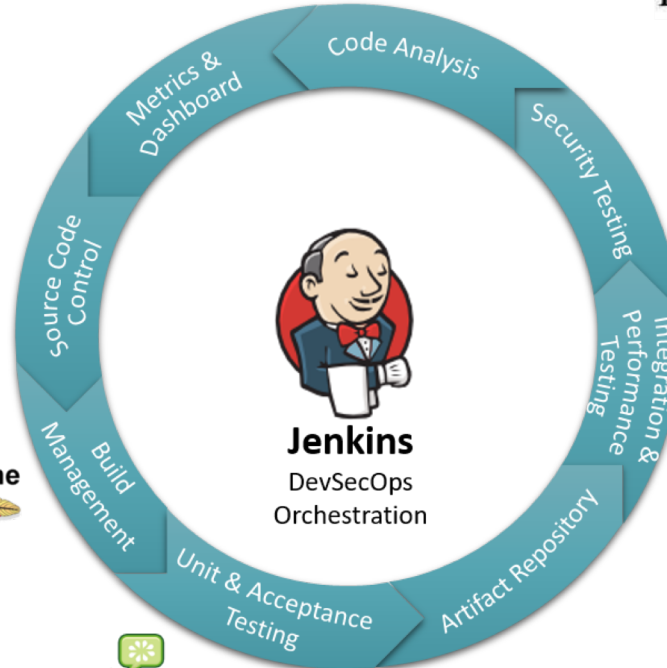 Code Analysis
Security Testing
Integration &
Performance
Testing
Artifact Repository
Unit & Acceptance
Testing
Build
Management
Source Code
Control
Metrics &
Dashboard
Jenkins
DevSecOps
Orchestration